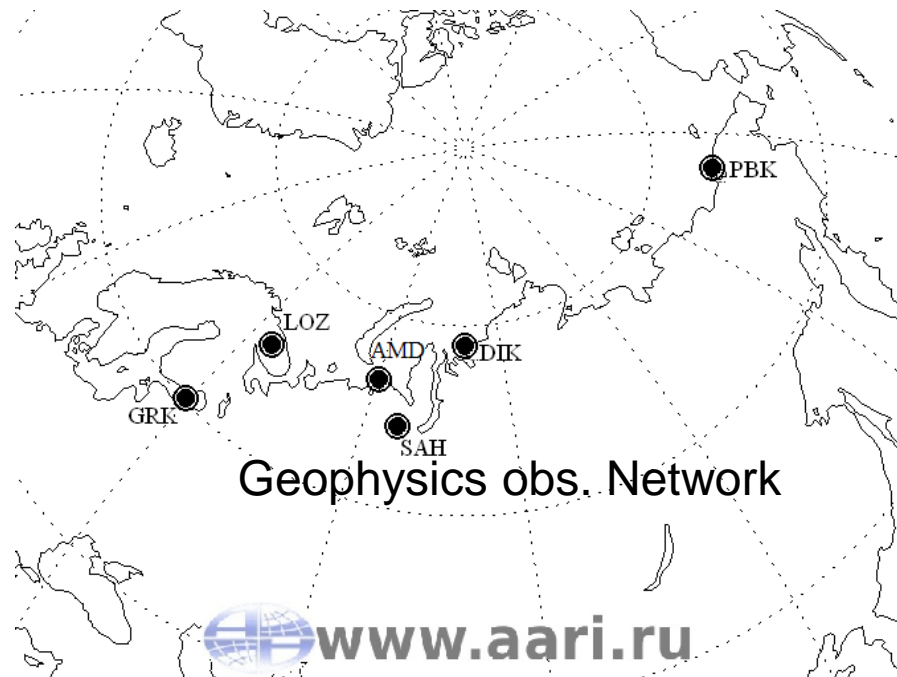 PBK
LOZ
AMD
DIK
GRK
SAH
Geophysics obs. Network
www.aari.ru